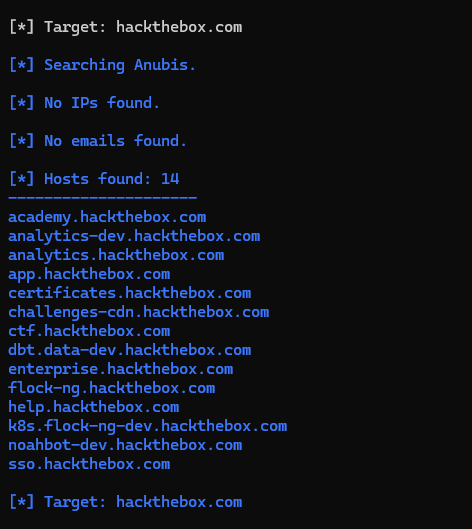 [*] Target: hackthebox.com
[*] Searching Anubis.
[*] No IPs found.
[*] No emails found.
[*] Hosts found: 14
---------------------
academy.hackthebox.com
analytics-dev.hackthebox.com
analytics.hackthebox.com
app.hackthebox.com
certificates.hackthebox.com
challenges-cdn.hackthebox.com
ctf.hackthebox.com
dbt.data-dev.hackthebox.com
enterprise.hackthebox.com
flock-ng.hackthebox.com
help.hackthebox.com
k8s.flock-ng-dev.hackthebox.com
noahbot-dev.hackthebox.com
sso.hackthebox.com
[*] Target: hackthebox.com